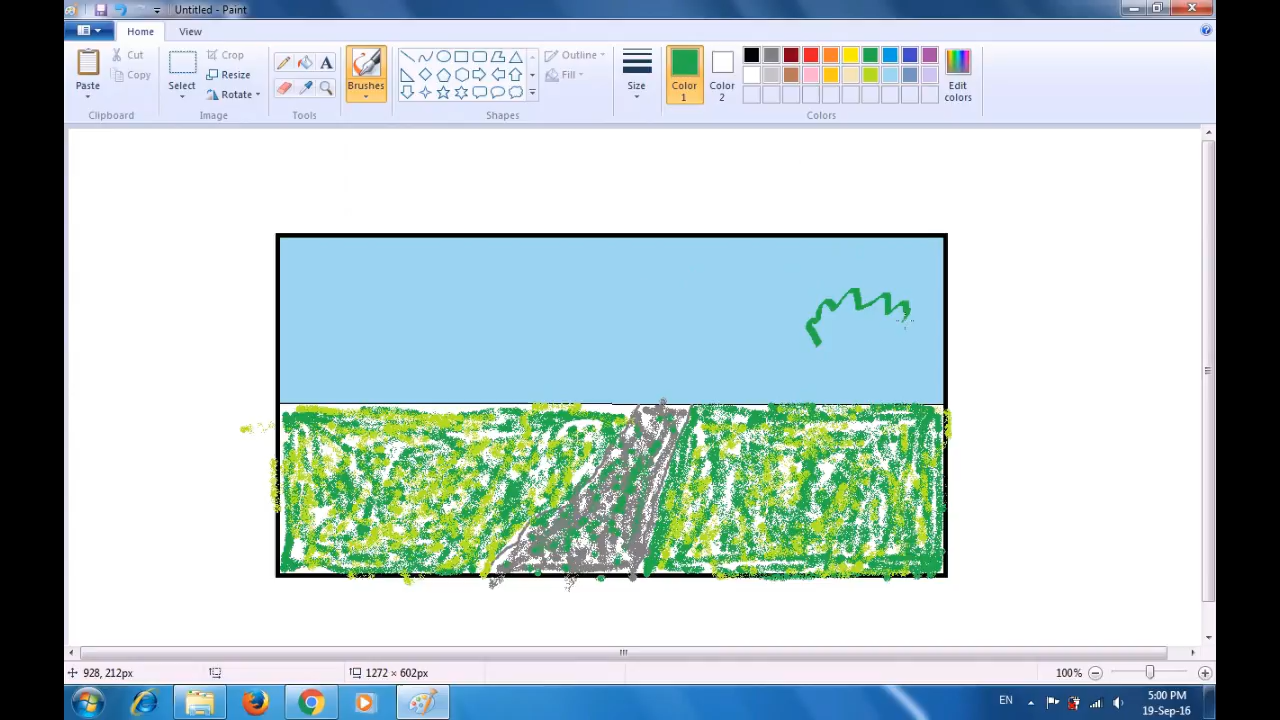 Untitled - Paint
Home View
Paste
Cut
Copy
Clipboard
Select
Crop
Resize
Rotate
Image
A
Tools
Brushes
Outline
Fill
Shapes
Size
Color 1
Color 2
Edit colors
Colors
928, 212px
1272 × 602px
100%
EN
5:00 PM
19-Sep-16